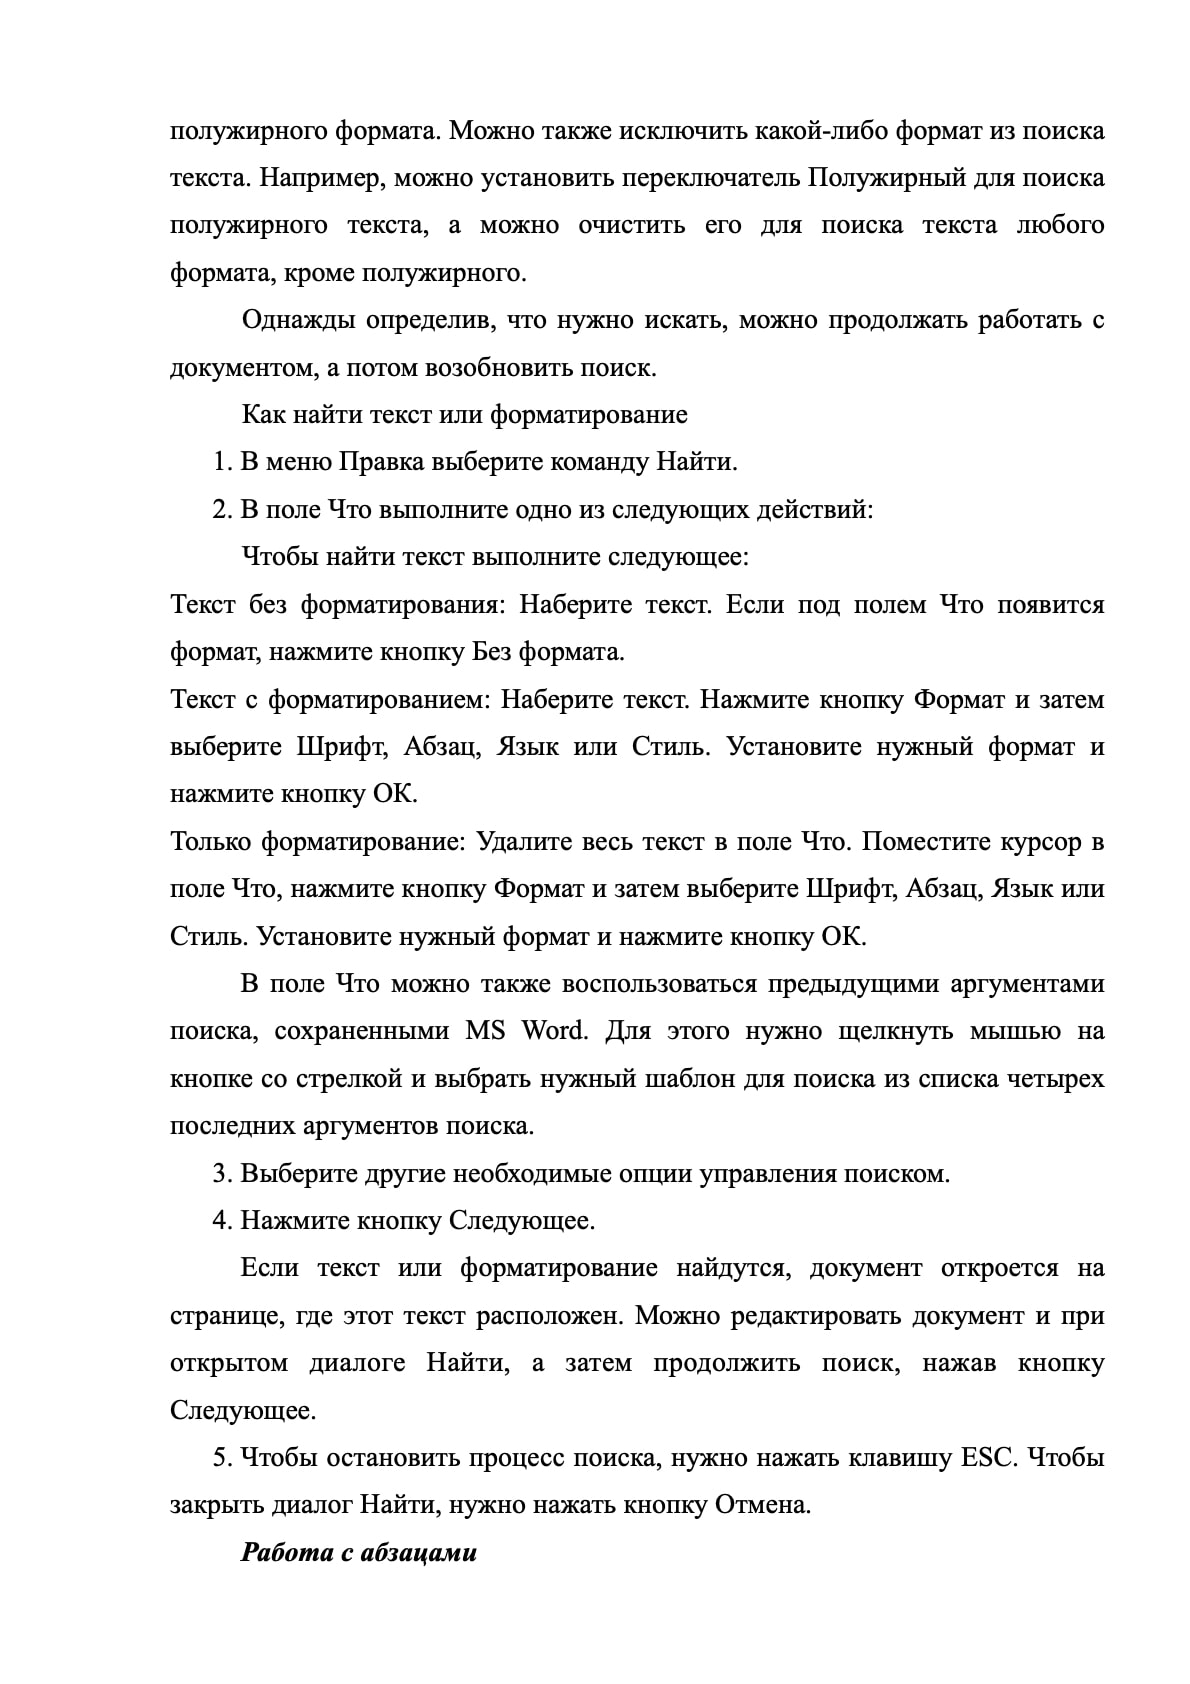 полужирного формата. Можно также исключить какой-либо формат из поиска
текста. Например, можно установить переключатель Полужирный для поиска
полужирного текста, а можно очистить его для поиска текста любого
формата, кроме полужирного.
Однажды определив, что нужно искать, можно продолжать работать с
документом, а потом возобновить поиск.
Как найти текст или форматирование
1. В меню Правка выберите команду Найти.
2. В поле Что выполните одно из следующих действий:
Чтобы найти текст выполните следующее:
Текст без форматирования: Наберите текст. Если под полем Что появится
формат, нажмите кнопку Без формата.
Текст с форматированием: Наберите текст. Нажмите кнопку Формат и затем
выберите Шрифт, Абзац, Язык или Стиль. Установите нужный формат и
нажмите кнопку ОК.
Только форматирование: Удалите весь текст в поле Что. Поместите курсор в
поле Что, нажмите кнопку Формат и затем выберите Шрифт, Абзац, Язык или
Стиль. Установите нужный формат и нажмите кнопку ОК.
В поле Что можно также воспользоваться предыдущими аргументами
поиска, сохраненными MS Word. Для этого нужно щелкнуть мышью на
кнопке со стрелкой и выбрать нужный шаблон для поиска из списка четырех
последних аргументов поиска.
3. Выберите другие необходимые опции управления поиском.
4. Нажмите кнопку Следующее.
Если текст или форматирование найдутся, документ откроется на
странице, где этот текст расположен. Можно редактировать документ и при
открытом диалоге Найти, а затем продолжить поиск, нажав кнопку
Следующее.
5. Чтобы остановить процесс поиска, нужно нажать клавишу ESC. Чтобы
закрыть диалог Найти, нужно нажать кнопку Отмена.
Работа с абзацами